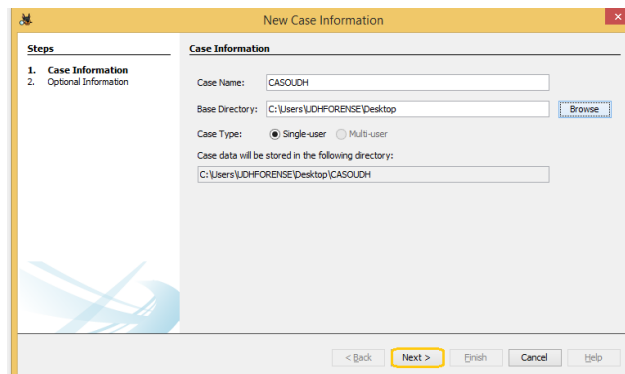 New Case Information
Steps
1. Case Information
2. Optional Information
Case Information
Case Name: CASOUDH
Base Directory: C:\Users\UDHFORENSE\Desktop Browse
Case Type: Single-user Multi-user
Case data will be stored in the following directory:
C:\Users\UDHFORENSE\Desktop\CASOUDH
< Back Next > Finish Cancel Help